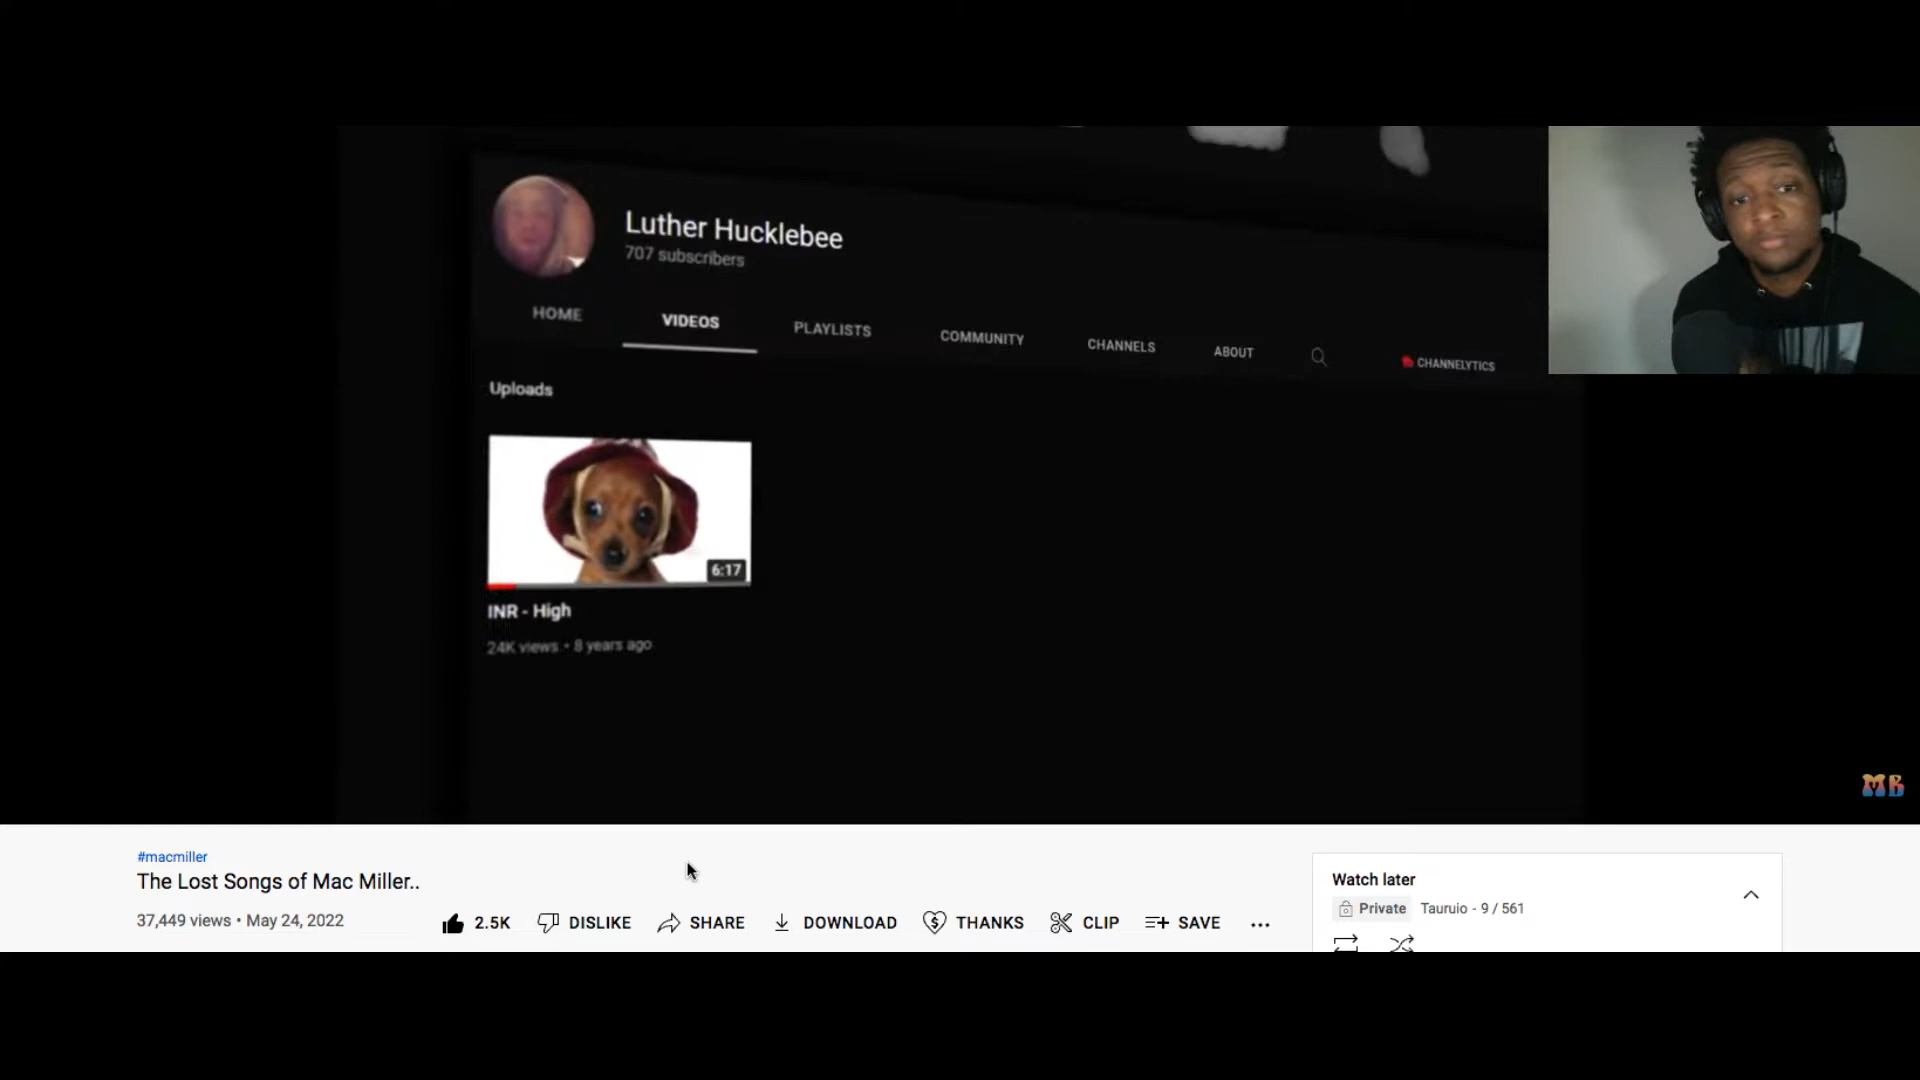 Luther Hucklebee
707 subscribers
HOME VIDEOS PLAYLISTS COMMUNITY CHANNELS ABOUT CHANNELYTICS
Uploads
6:17
INR - High
24K views • 8 years ago
MB
#macmiller
The Lost Songs of Mac Miller..
37,449 views • May 24, 2022
2.5K DISLIKE SHARE DOWNLOAD THANKS CLIP SAVE ...
Watch later
Private Tauruio - 9 / 561